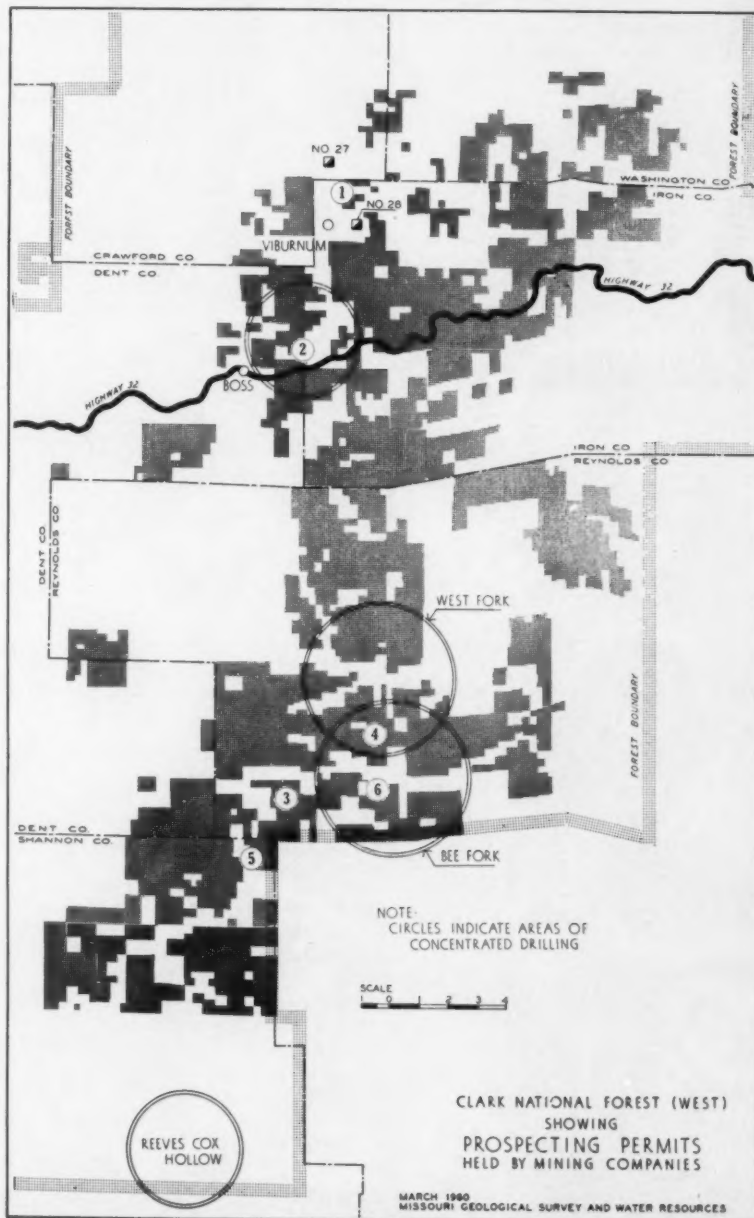 FOREST BOUNDARY
NO 27
1
NO. 28
VIBURNUM
WASHINGTON CO.
IRON CO.
FOREST BOUNDARY
CRAWFORD CO.
DENT CO.
HIGHWAY 32
2
BOSS
HIGHWAY 32
IRON CO
REYNOLDS CO.
DENT CO.
REYNOLDS CO.
WEST FORK
FOREST BOUNDARY
4
6
3
DENT CO.
SHANNON CO.
5
BEE FORK
NOTE:
CIRCLES INDICATE AREAS OF
CONCENTRATED DRILLING
SCALE
1 0 2 3 4
REEVES COX
HOLLOW
CLARK NATIONAL FOREST (WEST)
SHOWING
PROSPECTING PERMITS
HELD BY MINING COMPANIES
MARCH 1960
MISSOURI GEOLOGICAL SURVEY AND WATER RESOURCES